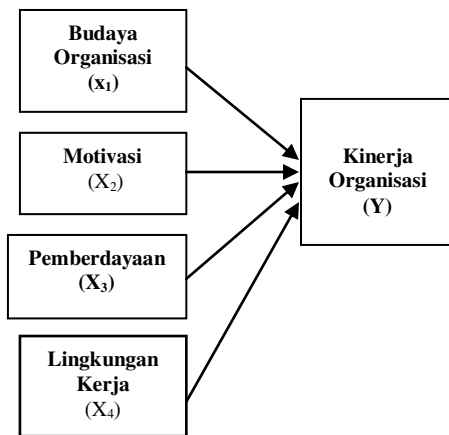 Budaya
Organisasi
(x₁)
Motivasi
(X₂)
Pemberdayaan
(X₃)
Lingkungan
Kerja
(X₄)
Kinerja
Organisasi
(Y)